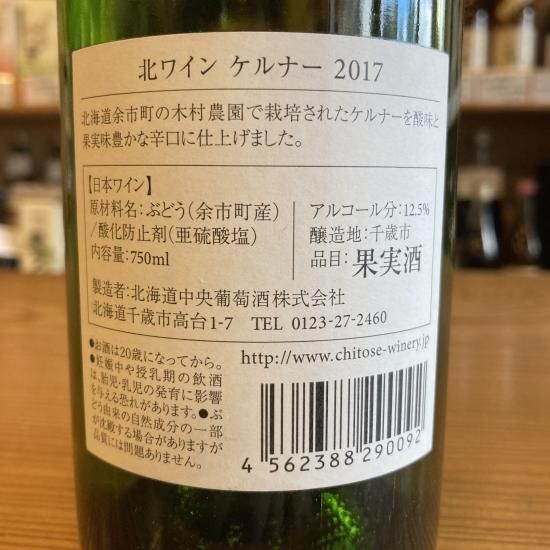 北ワイン ケルナー 2017
北海道余市町の木村農園で栽培されたケルナーを酸味と
果実味豊かな辛口に仕上げました。
【日本ワイン】
原材料名:ぶどう(余市町産)
/酸化防止剤(亜硫酸塩)
内容量:750ml
アルコール分:12.5%
醸造地:千歳市
品目:果実酒
製造者:北海道中央葡萄酒株式会社
北海道千歳市高台1-7 TEL 0123-27-2460
●お酒は20歳になってから。
●妊娠中や授乳期の飲酒
は、胎児・乳児の発育に影響
を与える恐れがあります。●ぶ
どう由来の自然成分の一部
が沈殿する場合がありますが
品質には問題ありません。
http://www.chitose-winery.jp
4 562388 290092